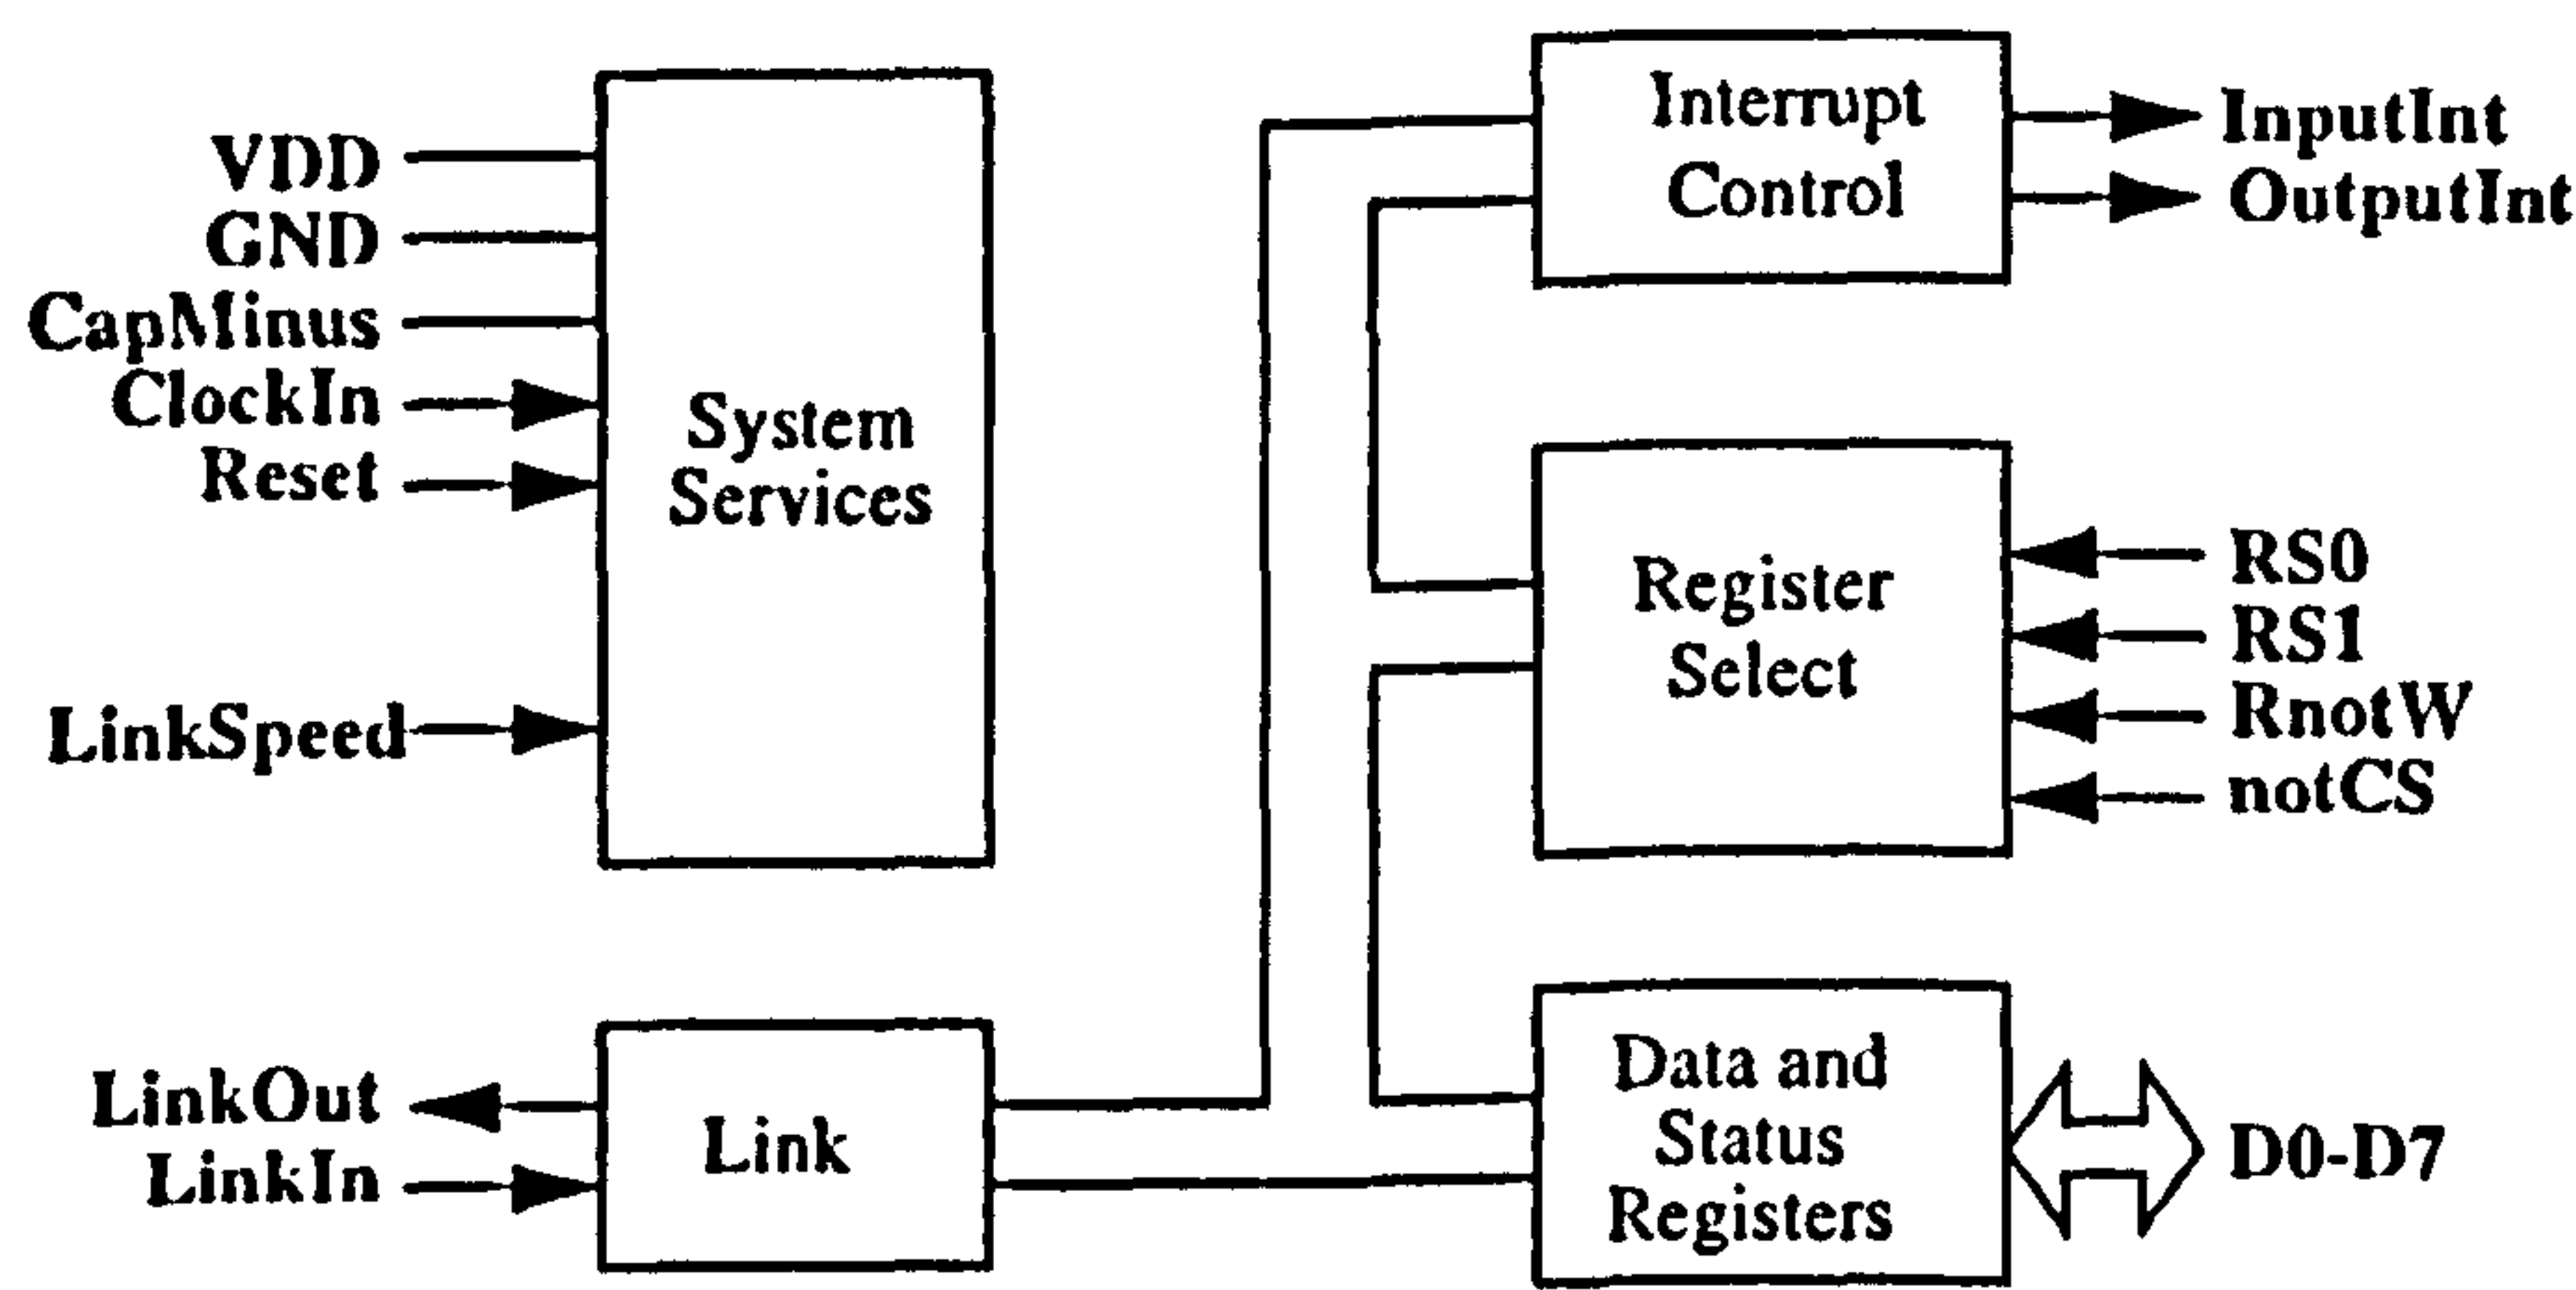 VDD
GND
CapMinus
ClockIn
Reset
LinkSpeed
System
Services
LinkOut
LinkIn
Link
Interrupt
Control
InputInt
OutputInt
Register
Select
RS0
RS1
RnotW
notCS
Data and
Status
Registers
D0-D7